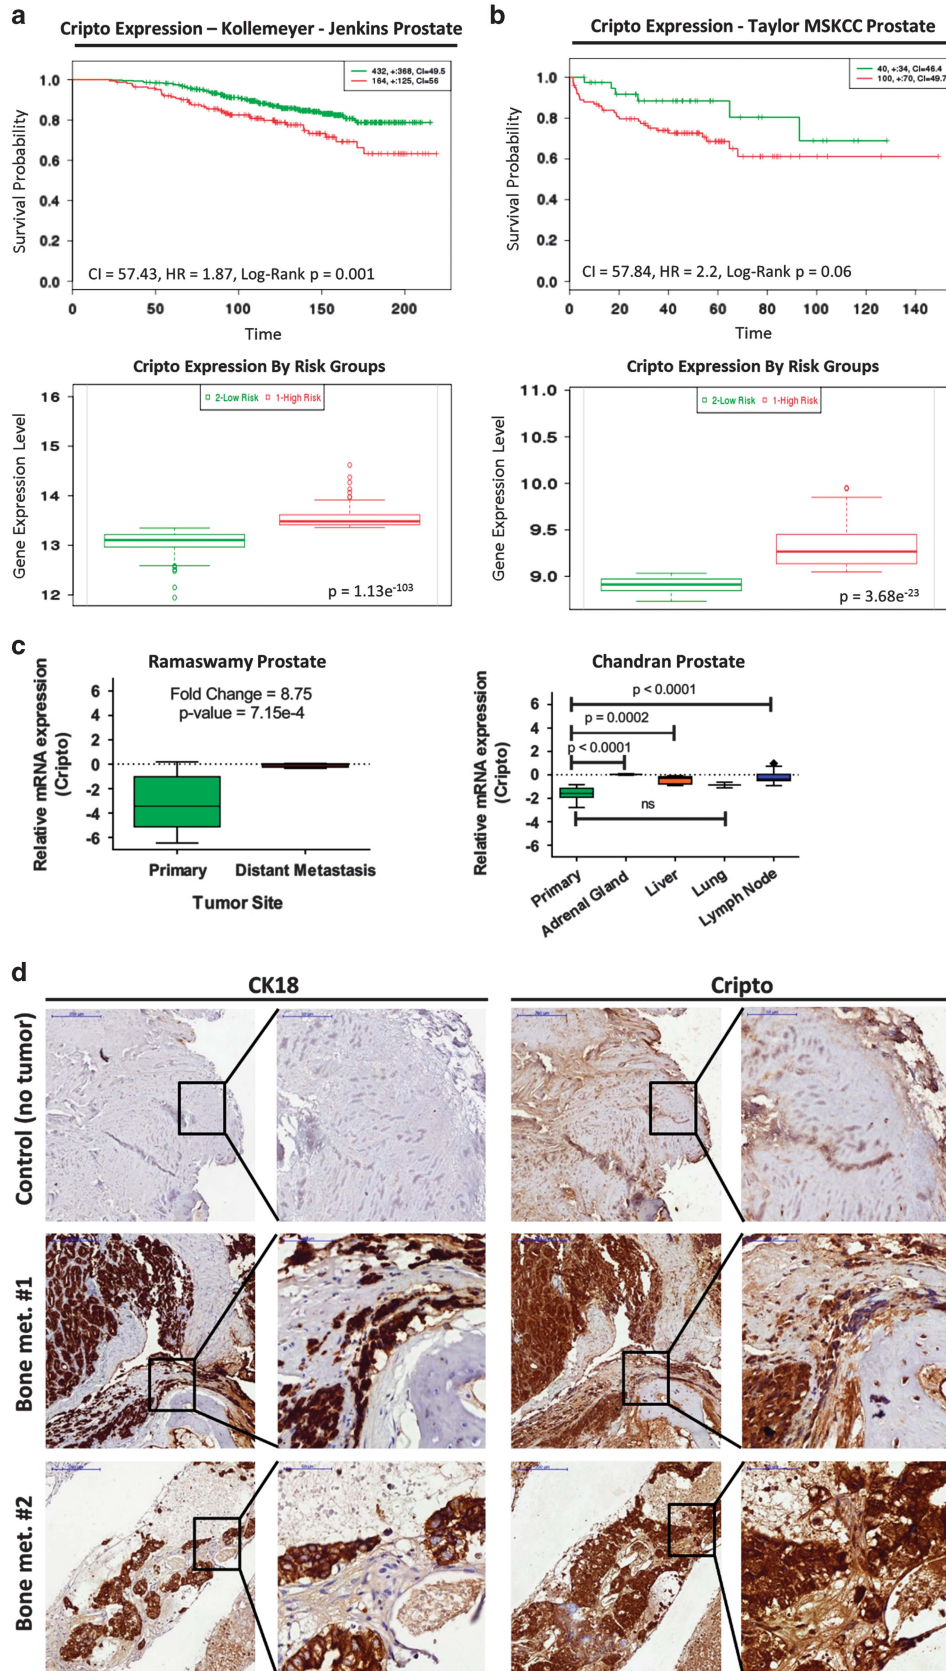 a
Cripto Expression – Kollemeyer - Jenkins Prostate
432, +:368, CI=49.5
164, +:125, CI=56
1.0
0.8
0.6
0.4
0.2
0.0
Survival Probability
CI = 57.43, HR = 1.87, Log-Rank p = 0.001
0 50 100 150 200
Time
Cripto Expression By Risk Groups
2-Low Risk 1-High Risk
16
15
14
13
12
Gene Expression Level
p = 1.13e-103
b
Cripto Expression - Taylor MSKCC Prostate
40, +:34, CI=46.4
100, +:70, CI=49.7
1.0
0.8
0.6
0.4
0.2
0.0
Survival Probability
CI = 57.84, HR = 2.2, Log-Rank p = 0.06
0 20 40 60 80 100 120 140
Time
Cripto Expression By Risk Groups
2-Low Risk 1-High Risk
11.0
10.5
10.0
9.5
9.0
Gene Expression Level
p = 3.68e-23
c
Ramaswamy Prostate
Fold Change = 8.75
p-value = 7.15e-4
Relative mRNA expression
(Cripto)
6
4
2
0
-2
-4
-6
Primary Distant Metastasis
Tumor Site
Chandran Prostate
Relative mRNA expression
(Cripto)
6
4
2
0
-2
-4
-6
p < 0.0001
p = 0.0002
p < 0.0001
ns
Primary
Adrenal Gland
Liver
Lung
Lymph Node
d
CK18
Cripto
Control (no tumor)
Bone met. #1
Bone met. #2